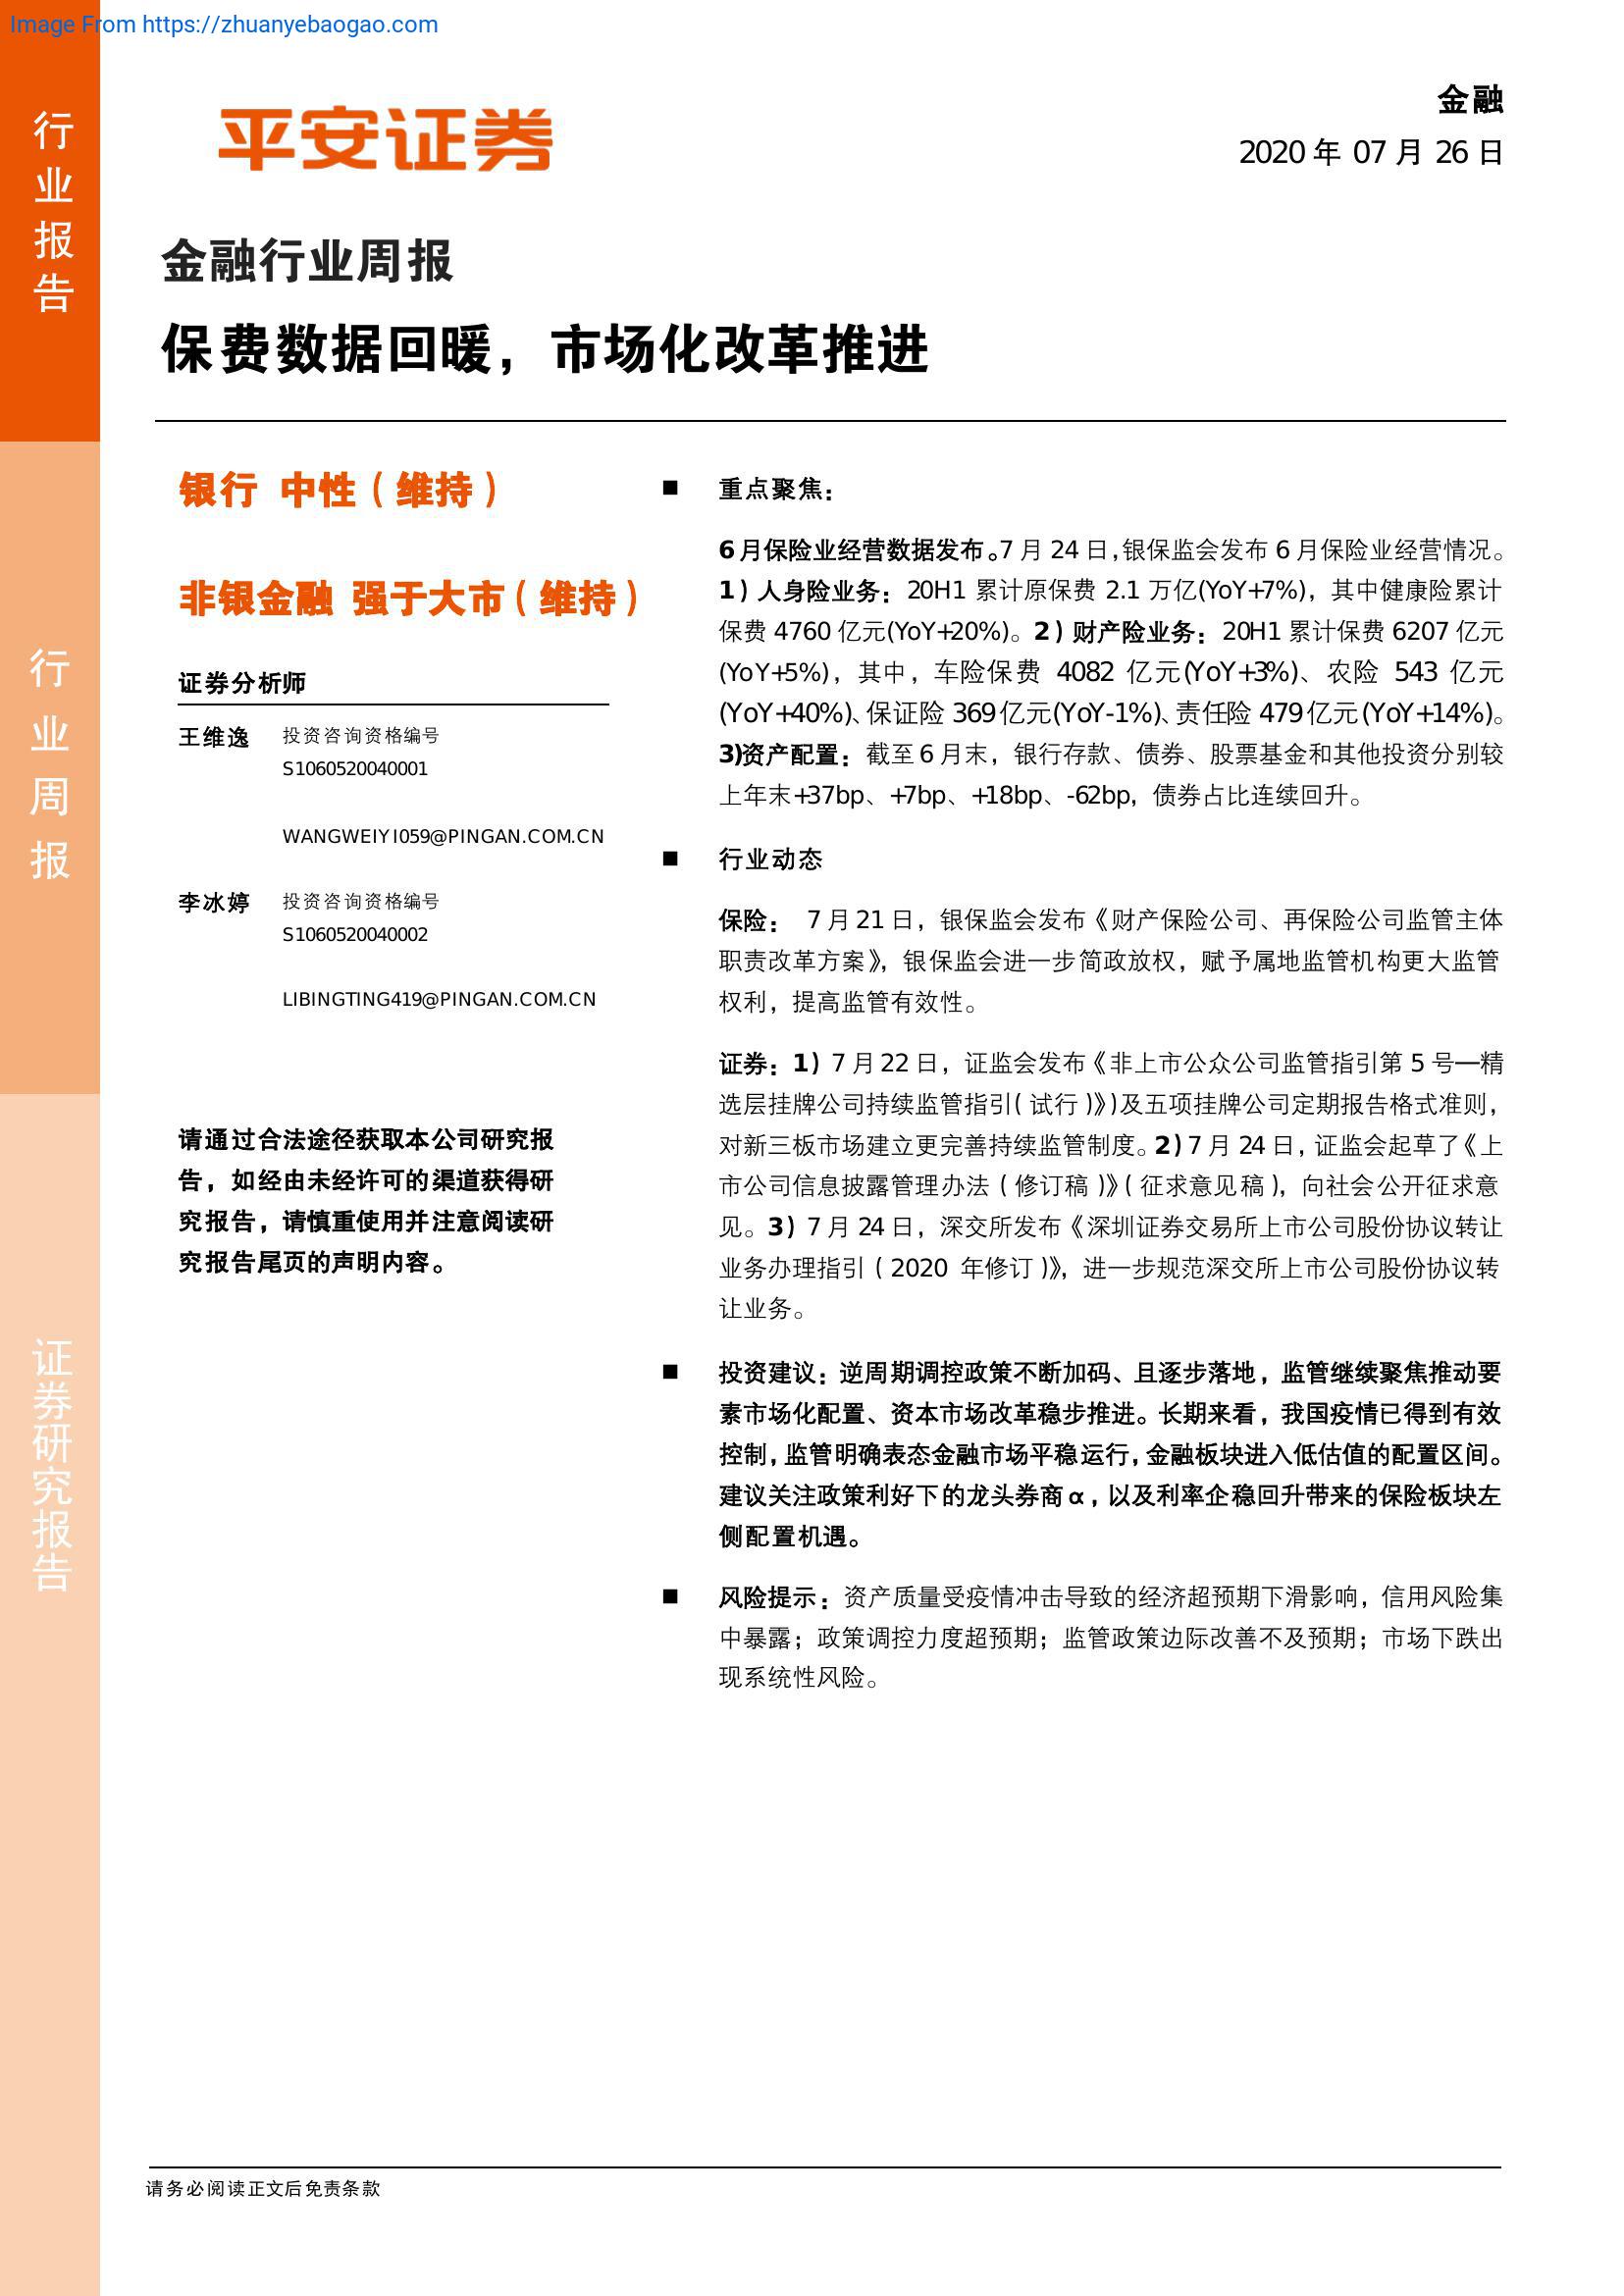 Image From https://zhuanyebaogao.com
行业报告
行业周报
证券研究报告
平安证券
金融
2020 年 07 月 26 日
金融行业周报
保费数据回暖，市场化改革推进
银行 中性（维持）
非银金融 强于大市（维持）
证券分析师
王维逸 投资咨询资格编号
S1060520040001
WANGWEIYI059@PINGAN.COM.CN
李冰婷 投资咨询资格编号
S1060520040002
LIBINGTING419@PINGAN.COM.CN
请通过合法途径获取本公司研究报
告，如经由未经许可的渠道获得研
究报告，请慎重使用并注意阅读研
究报告尾页的声明内容。
■ 重点聚焦：
6 月保险业经营数据发布。7 月 24 日，银保监会发布 6 月保险业经营情况。
1）人身险业务：20H1 累计原保费 2.1 万亿(YoY+7%)，其中健康险累计
保费 4760 亿元(YoY+20%)。2）财产险业务：20H1 累计保费 6207 亿元
(YoY+5%)，其中，车险保费 4082 亿元(YoY+3%)、农险 543 亿元
(YoY+40%)、保证险 369 亿元(YoY-1%)、责任险 479 亿元(YoY+14%)。
3)资产配置：截至 6 月末，银行存款、债券、股票基金和其他投资分别较
上年末+37bp、+7bp、+18bp、-62bp，债券占比连续回升。
■ 行业动态
保险： 7 月 21 日，银保监会发布《财产保险公司、再保险公司监管主体
职责改革方案》，银保监会进一步简政放权，赋予属地监管机构更大监管
权利，提高监管有效性。
证券：1）7 月 22 日，证监会发布《非上市公众公司监管指引第 5 号—精
选层挂牌公司持续监管指引（试行）》)及五项挂牌公司定期报告格式准则，
对新三板市场建立更完善持续监管制度。2）7 月 24 日，证监会起草了《上
市公司信息披露管理办法（修订稿）》（征求意见稿），向社会公开征求意
见。3）7 月 24 日，深交所发布《深圳证券交易所上市公司股份协议转让
业务办理指引（2020 年修订）》，进一步规范深交所上市公司股份协议转
让业务。
■ 投资建议：逆周期调控政策不断加码、且逐步落地，监管继续聚焦推动要
素市场化配置、资本市场改革稳步推进。长期来看，我国疫情已得到有效
控制，监管明确表态金融市场平稳运行，金融板块进入低估值的配置区间。
建议关注政策利好下的龙头券商 α，以及利率企稳回升带来的保险板块左
侧配置机遇。
■ 风险提示：资产质量受疫情冲击导致的经济超预期下滑影响，信用风险集
中暴露；政策调控力度超预期；监管政策边际改善不及预期；市场下跌出
现系统性风险。
请务必阅读正文后免责条款